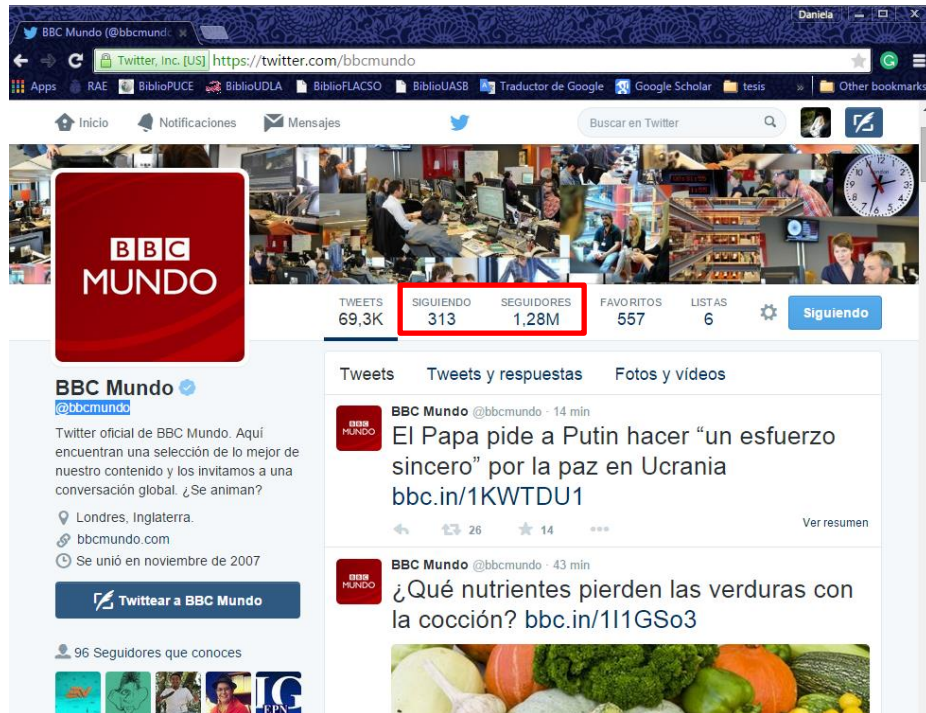 Daniela
BBC Mundo (@bbcmund
Twitter, Inc. [US] https://twitter.com/bbcmundo
Apps RAE BiblioPUCE BiblioUDLA BiblioFLACSO BiblioUASB Traductor de Google Google Scholar tesis » Other bookmarks
Inicio Notificaciones Mensajes Buscar en Twitter
BBC
MUNDO
TWEETS SIGUIENDO SEGUIDORES FAVORITOS LISTAS
69,3K 313 1,28M 557 6 Siguiendo
BBC Mundo
@bbcmundo
Twitter oficial de BBC Mundo. Aquí
encuentran una selección de lo mejor de
nuestro contenido y los invitamos a una
conversación global. ¿Se animan?
Londres, Inglaterra.
bbcmundo.com
Se unió en noviembre de 2007
Twittear a BBC Mundo
96 Seguidores que conoces
IG
EPN
Tweets Tweets y respuestas Fotos y vídeos
BBC Mundo @bbcmundo · 14 min
BBC
MUNDO
El Papa pide a Putin hacer “un esfuerzo
sincero” por la paz en Ucrania
bbc.in/1KWTDU1
26 14 Ver resumen
BBC Mundo @bbcmundo · 43 min
BBC
MUNDO
¿Qué nutrientes pierden las verduras con
la cocción? bbc.in/1I1GSo3